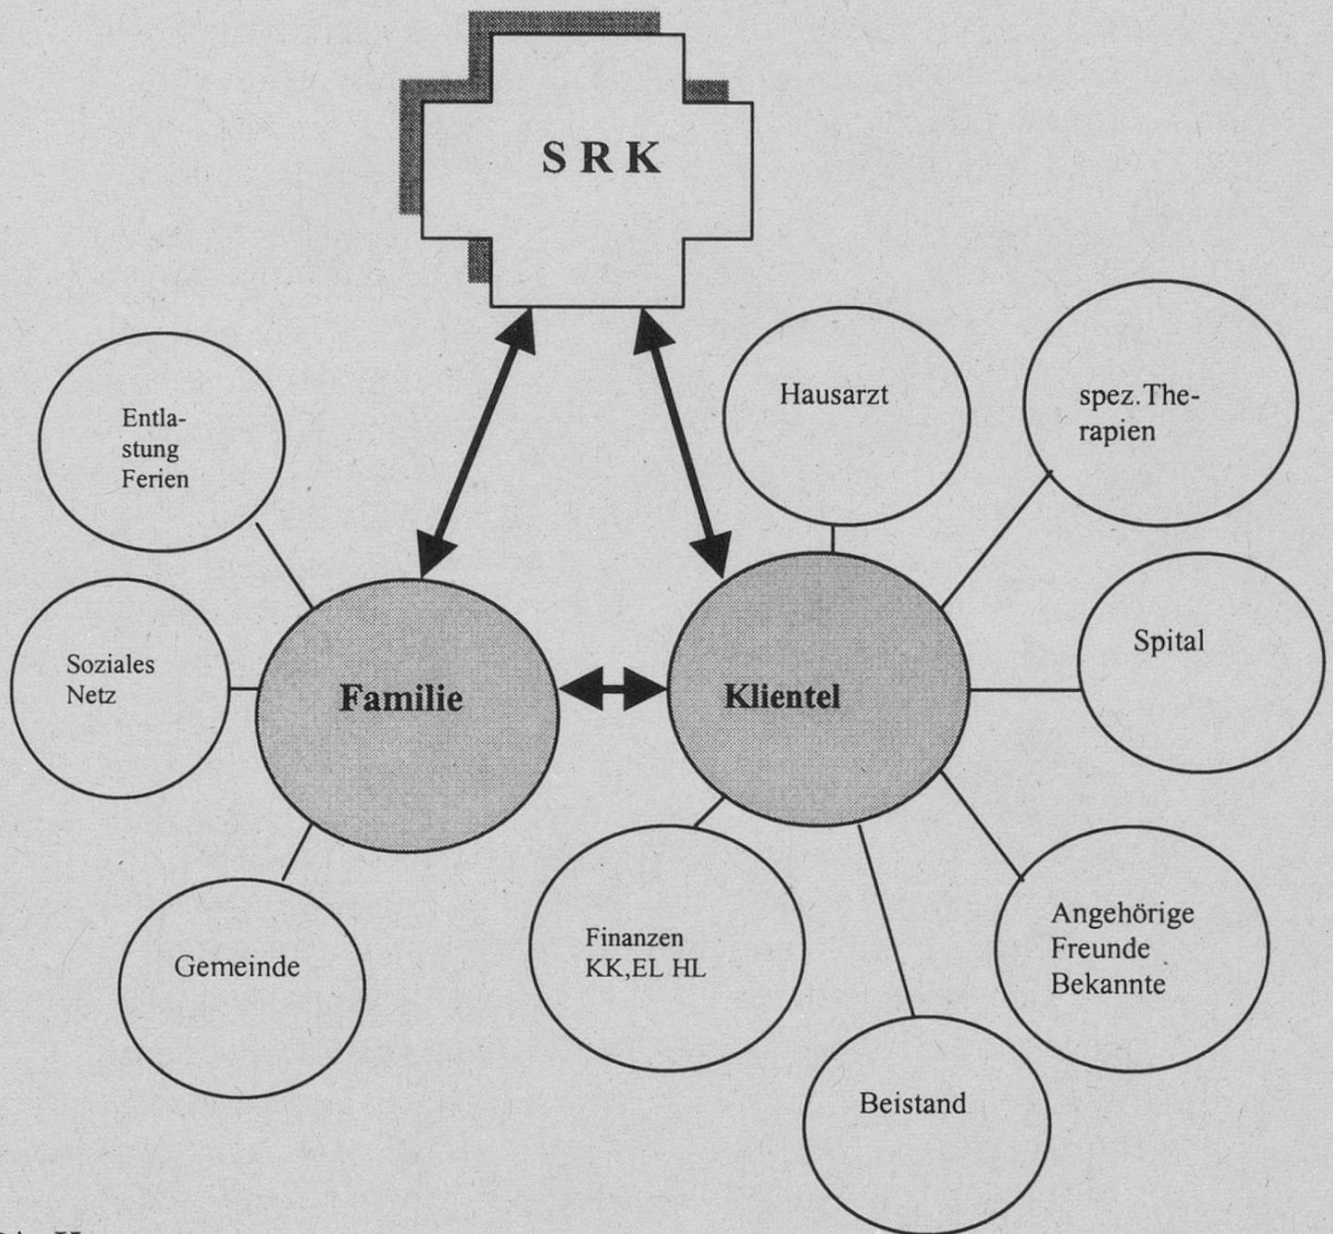 S R K
Hausarzt
spez.The-
rapien
Entla-
stung
Ferien
Spital
Soziales
Netz
Familie
Klientel
Gemeinde
Finanzen
KK,EL HL
Angehörige
Freunde
Bekannte
Beistand